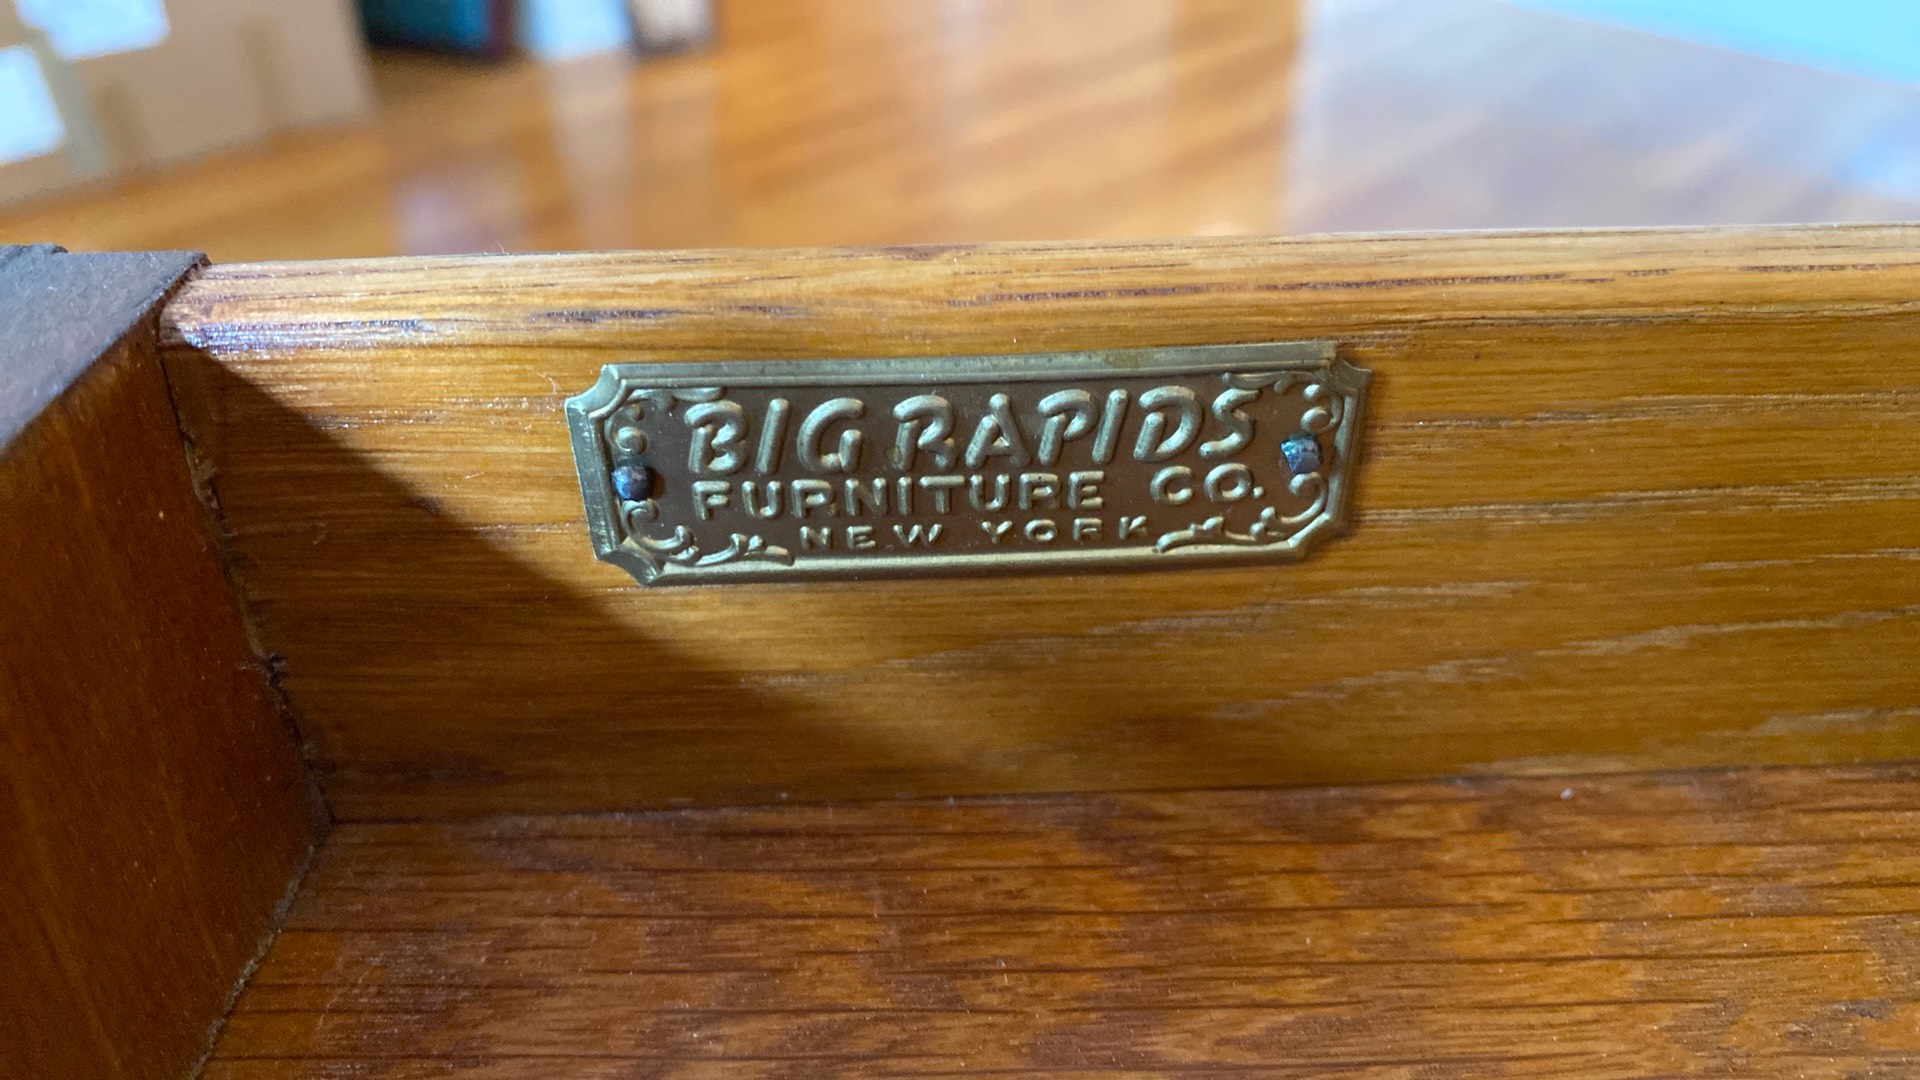 BIG RAPIDS
FURNITURE CO.
NEW YORK